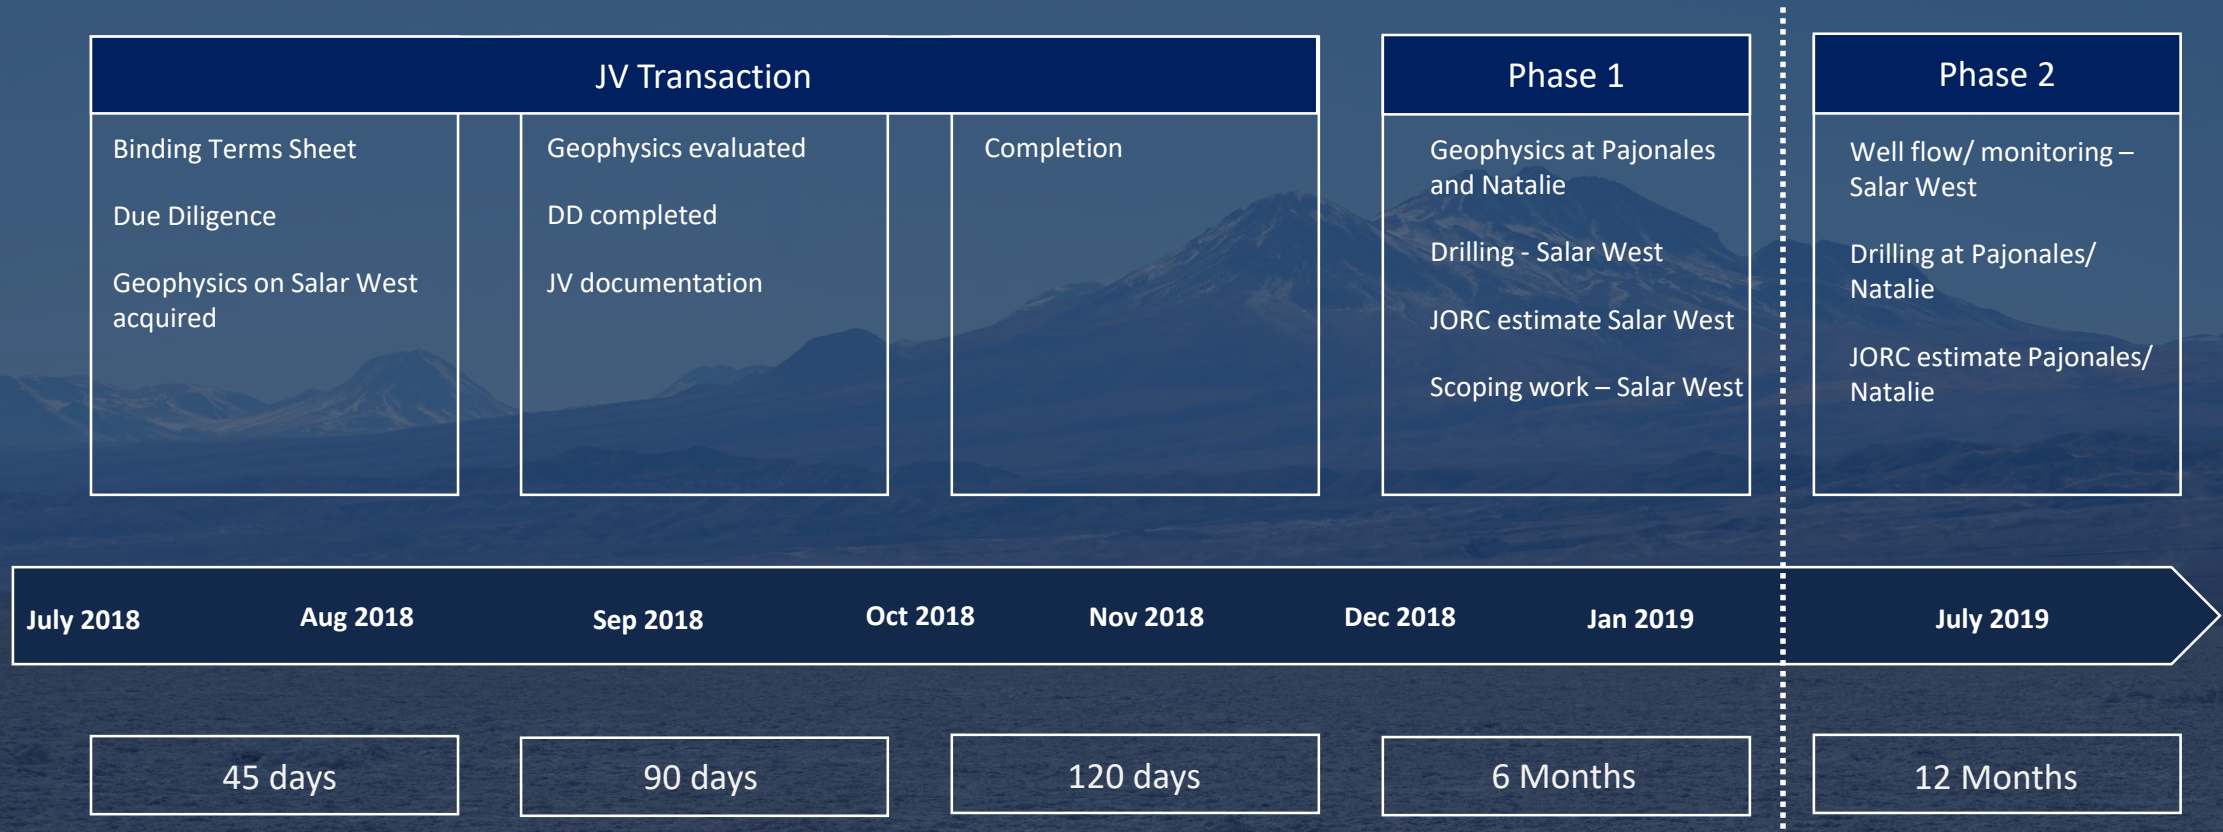 JV Transaction
Binding Terms Sheet
Due Diligence
Geophysics on Salar West
acquired
Geophysics evaluated
DD completed
JV documentation
Completion
Phase 1
Geophysics at Pajonales
and Natalie
Drilling - Salar West
JORC estimate Salar West
Scoping work – Salar West
Phase 2
Well flow/ monitoring –
Salar West
Drilling at Pajonales/
Natalie
JORC estimate Pajonales/
Natalie
July 2018
Aug 2018
Sep 2018
Oct 2018
Nov 2018
Dec 2018
Jan 2019
July 2019
45 days
90 days
120 days
6 Months
12 Months